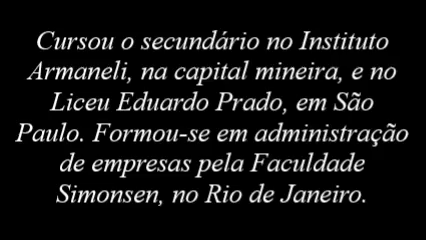 Cursou o secundário no Instituto
Armaneli, na capital mineira, e no
Liceu Eduardo Prado, em São
Paulo. Formou-se em administração
de empresas pela Faculdade
Simonsen, no Rio de Janeiro.